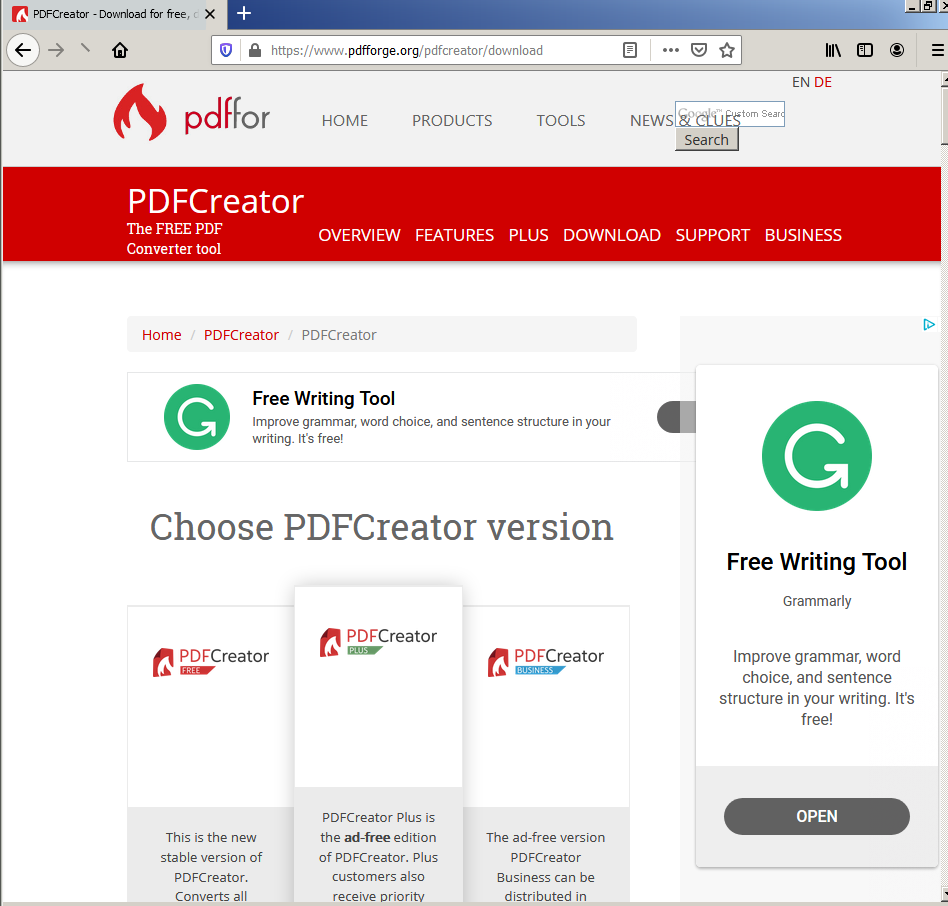 PDFCreator - Download for free,
https://www.pdfforge.org/pdfcreator/download
EN DE
pdffor
HOME PRODUCTS TOOLS NEWS & CLUES
Google™ Custom Searc
Search
PDFCreator
The FREE PDF
Converter tool
OVERVIEW FEATURES PLUS DOWNLOAD SUPPORT BUSINESS
Home / PDFCreator / PDFCreator
Free Writing Tool
Improve grammar, word choice, and sentence structure in your
writing. It's free!
Choose PDFCreator version
PDFCreator
FREE
This is the new
stable version of
PDFCreator.
Converts all
PDFCreator
PLUS
PDFCreator Plus is
the ad-free edition
of PDFCreator. Plus
customers also
receive priority
PDFCreator
BUSINESS
The ad-free version
PDFCreator
Business can be
distributed in
Free Writing Tool
Grammarly
Improve grammar, word
choice, and sentence
structure in your writing. It's
free!
OPEN